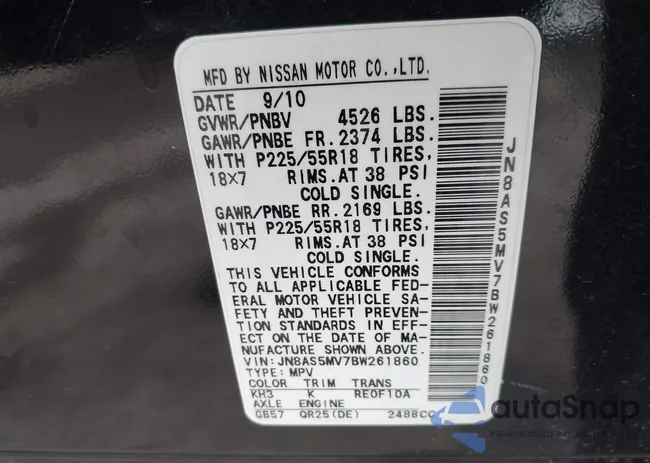 MFD BY NISSAN MOTOR CO.,LTD.
DATE 9/10
GVWR/PNBV 4526 LBS.
GAWR/PNBE FR. 2374 LBS.
WITH P225/55R18 TIRES,
18X7 RIMS.AT 38 PSI
COLD SINGLE.
GAWR/PNBE RR. 2169 LBS.
WITH P225/55R18 TIRES,
18X7 RIMS.AT 38 PSI
COLD SINGLE.
THIS VEHICLE CONFORMS
TO ALL APPLICABLE FED-
ERAL MOTOR VEHICLE SA-
FETY AND THEFT PREVEN-
TION STANDARDS IN EFF-
ECT ON THE DATE OF MA-
NUFACTURE SHOWN ABOVE.
VIN:JN8AS5MV7BW261860
TYPE:MPV
COLOR TRIM TRANS
KH3 K RE0F10A
AXLE ENGINE
GB57 QR25(DE) 2488CC
JN8AS5MV7BW261860
autoSnap